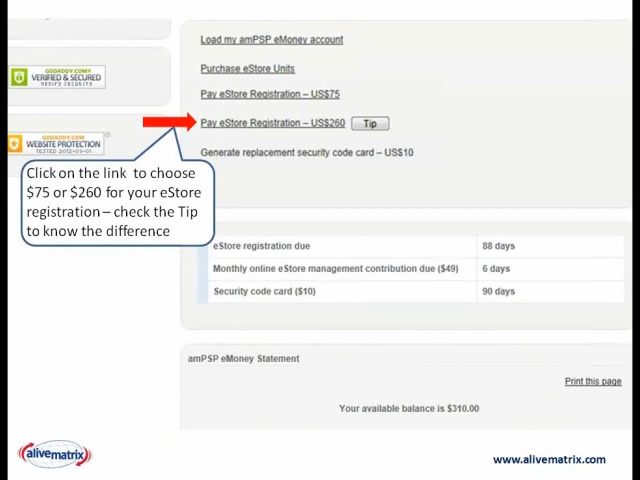 Load my amPSP eMoney account
Purchase eStore Units
GODADDY.COM®
VERIFIED & SECURED
VERIFY SECURITY
Pay eStore Registration – US$75
Pay eStore Registration – US$260
Tip
GODADDY.COM
WEBSITE PROTECTION
TESTED 2012-09-01
Generate replacement security code card – US$10
Click on the link to choose
$75 or $260 for your eStore
registration – check the Tip
to know the difference
eStore registration due 88 days
Monthly online eStore management contribution due ($49) 6 days
Security code card ($10) 90 days
amPSP eMoney Statement
Print this page
Your available balance is $310.00
alivematrix
www.alivematrix.com